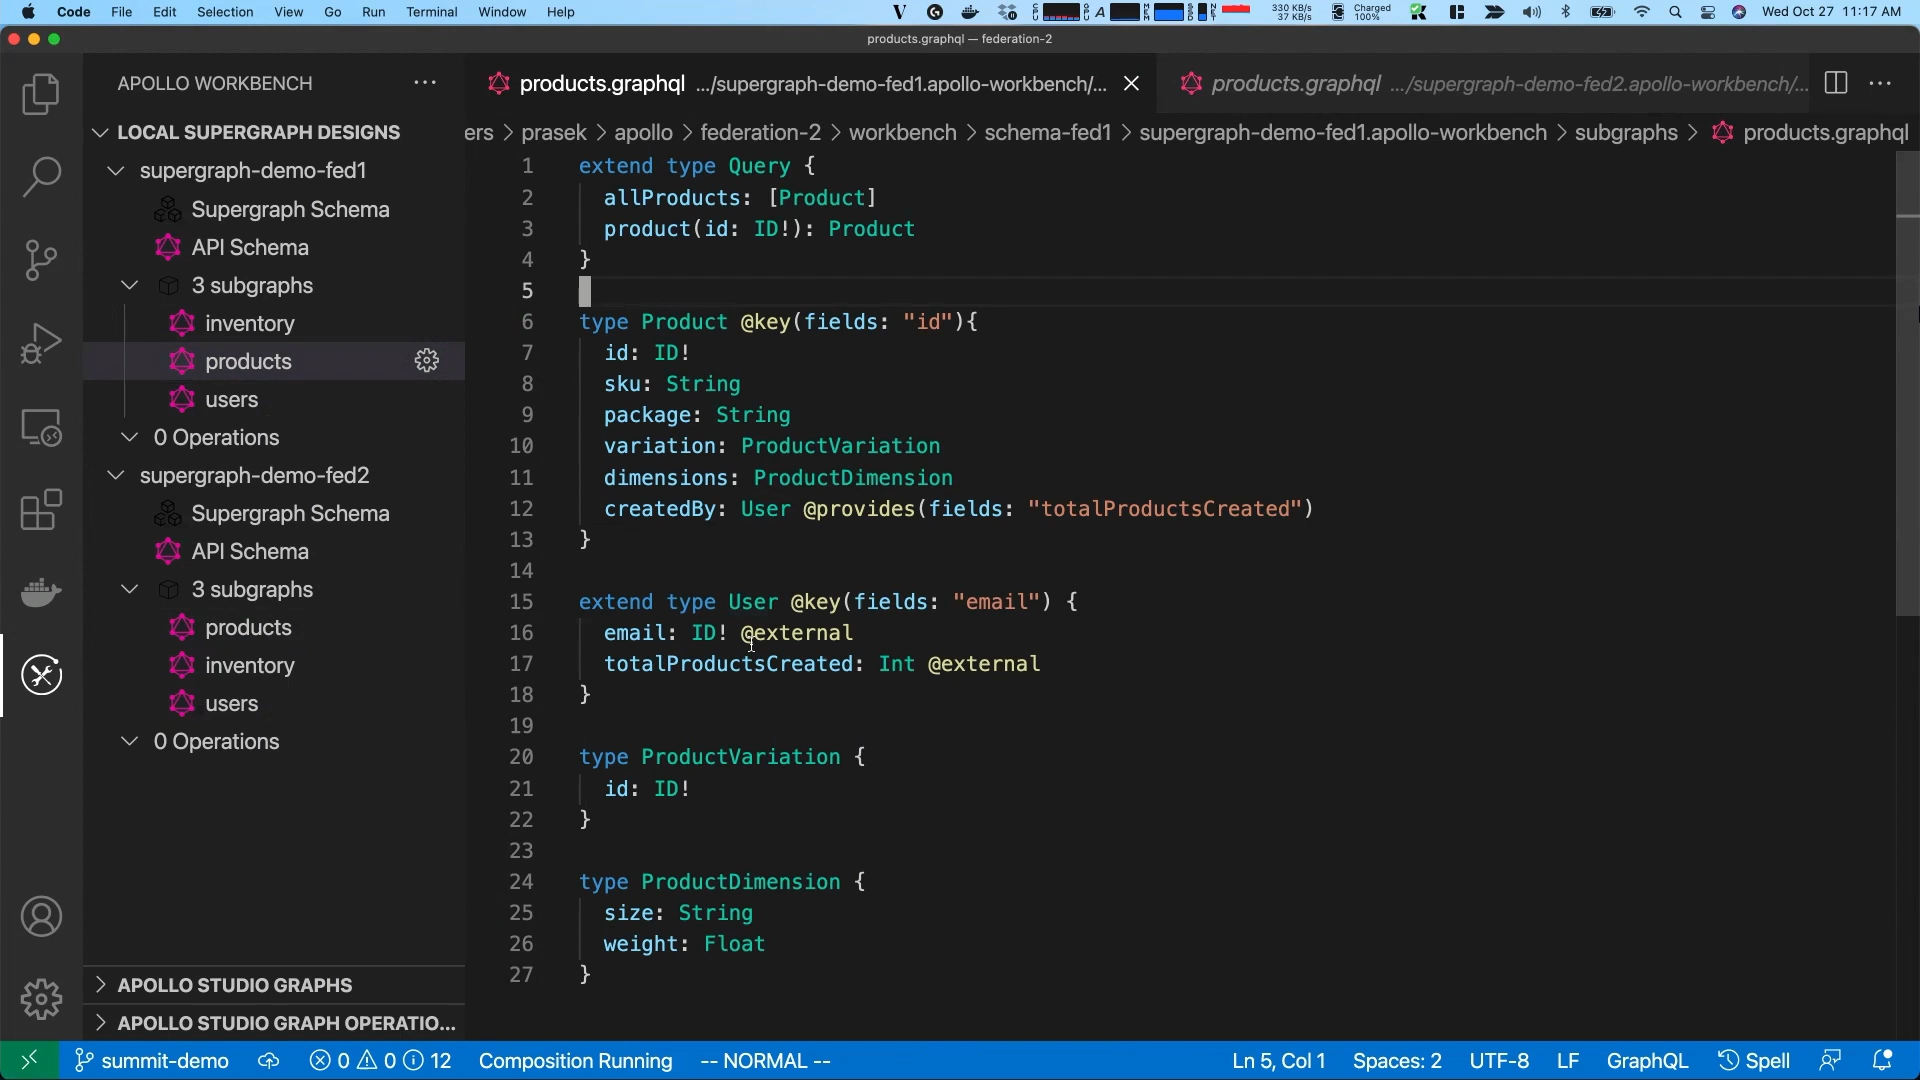 Code File Edit Selection View Go Run Terminal Window Help
330 KB/s
37 KB/s
Charged
100%
Wed Oct 27 11:17 AM
products.graphql — federation-2
APOLLO WORKBENCH ...
products.graphql .../supergraph-demo-fed1.apollo-workbench/...
products.graphql .../supergraph-demo-fed2.apollo-workbench/...
ers > prasek > apollo > federation-2 > workbench > schema-fed1 > supergraph-demo-fed1.apollo-workbench > subgraphs > products.graphql
LOCAL SUPERGRAPH DESIGNS
supergraph-demo-fed1
Supergraph Schema
API Schema
3 subgraphs
inventory
products
users
0 Operations
supergraph-demo-fed2
Supergraph Schema
API Schema
3 subgraphs
products
inventory
users
0 Operations
APOLLO STUDIO GRAPHS
APOLLO STUDIO GRAPH OPERATIO...
1 extend type Query {
2 allProducts: [Product]
3 product(id: ID!): Product
4 }
5
6 type Product @key(fields: "id"){
7 id: ID!
8 sku: String
9 package: String
10 variation: ProductVariation
11 dimensions: ProductDimension
12 createdBy: User @provides(fields: "totalProductsCreated")
13 }
14
15 extend type User @key(fields: "email") {
16 email: ID! @external
17 totalProductsCreated: Int @external
18 }
19
20 type ProductVariation {
21 id: ID!
22 }
23
24 type ProductDimension {
25 size: String
26 weight: Float
27 }
summit-demo 0 0 12 Composition Running -- NORMAL -- Ln 5, Col 1 Spaces: 2 UTF-8 LF GraphQL Spell